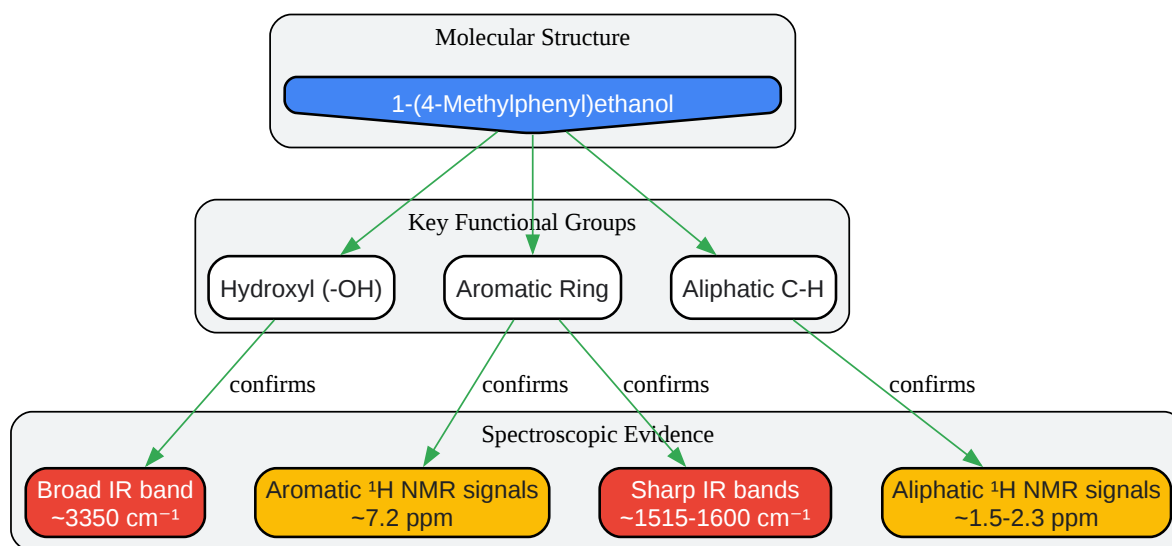 Molecular Structure
1-(4-Methylphenyl)ethanol
Key Functional Groups
Hydroxyl (-OH)
Aromatic Ring
Aliphatic C-H
confirms
confirms
confirms
confirms
Spectroscopic Evidence
Broad IR band
~3350 cm⁻¹
Aromatic ¹H NMR signals
~7.2 ppm
Sharp IR bands
~1515-1600 cm⁻¹
Aliphatic ¹H NMR signals
~1.5-2.3 ppm